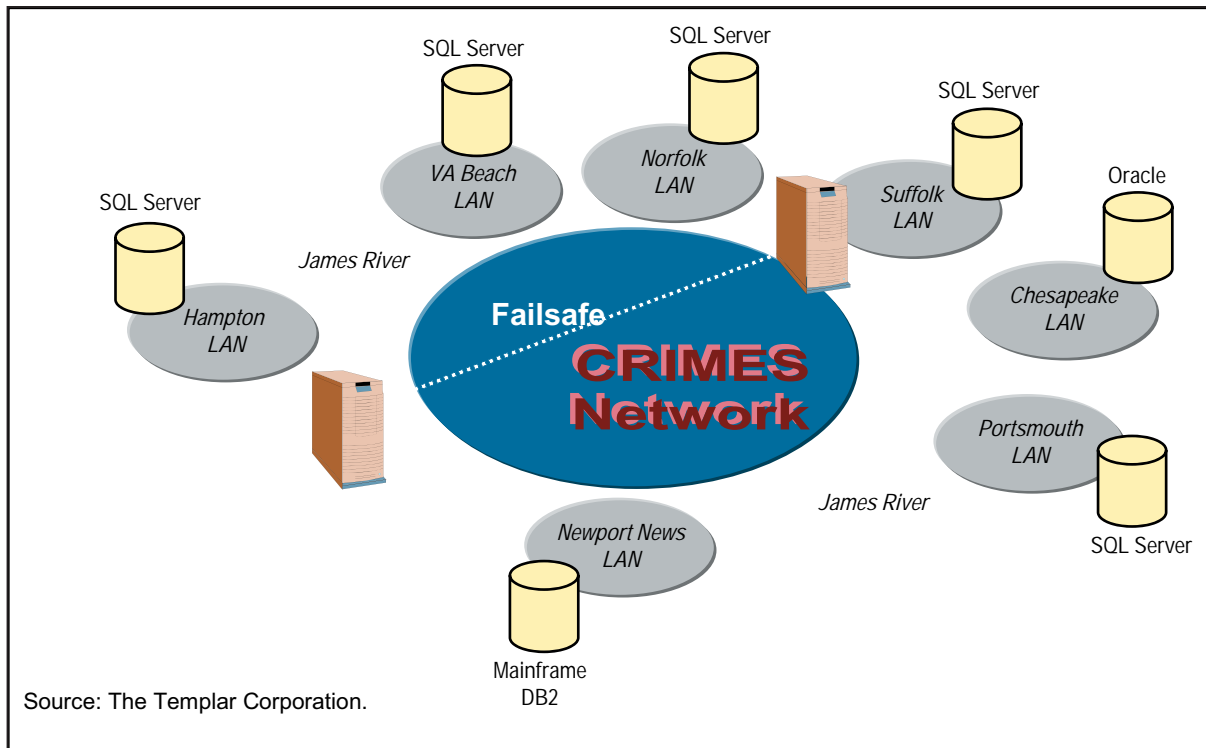 SQL Server
SQL Server
SQL Server
SQL Server
Oracle
VA Beach
LAN
Norfolk
LAN
Suffolk
LAN
James River
Hampton
LAN
Chesapeake
LAN
Failsafe
CRIMES
Network
Portsmouth
LAN
James River
SQL Server
Newport News
LAN
Mainframe
DB2
Source: The Templar Corporation.